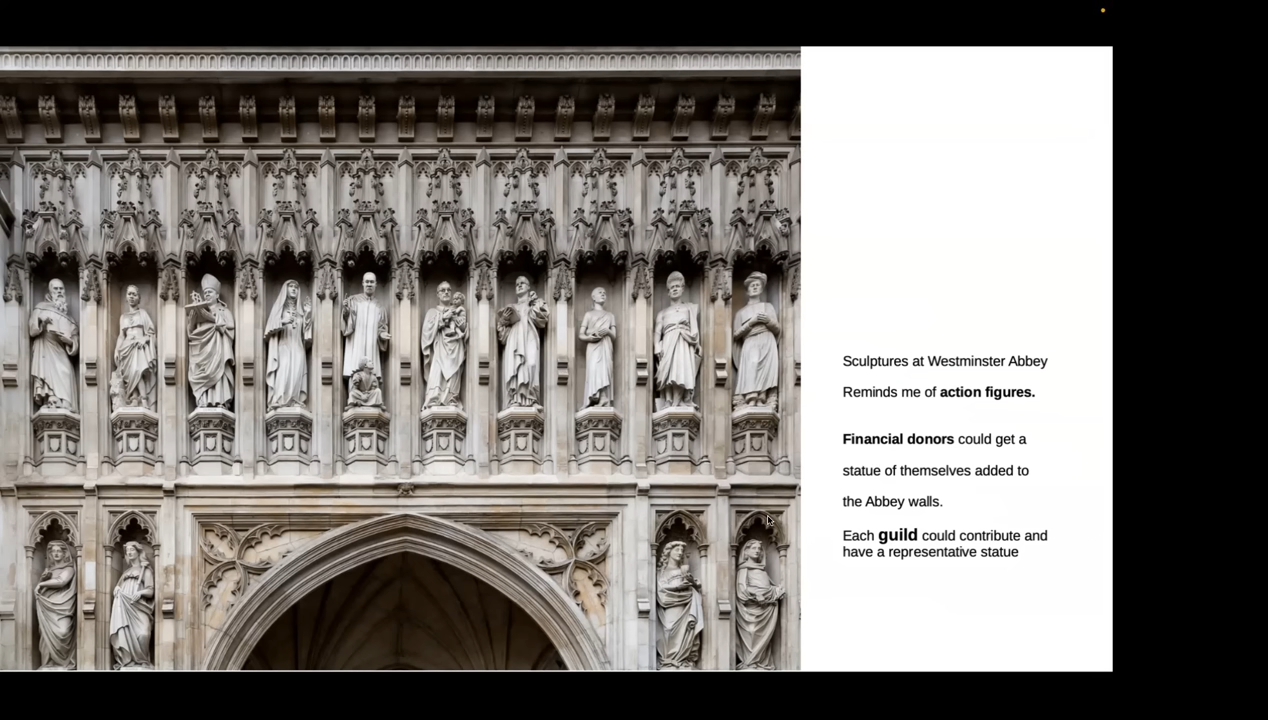 Sculptures at Westminster Abbey
Reminds me of action figures.
Financial donors could get a
statue of themselves added to
the Abbey walls.
Each guild could contribute and
have a representative statue